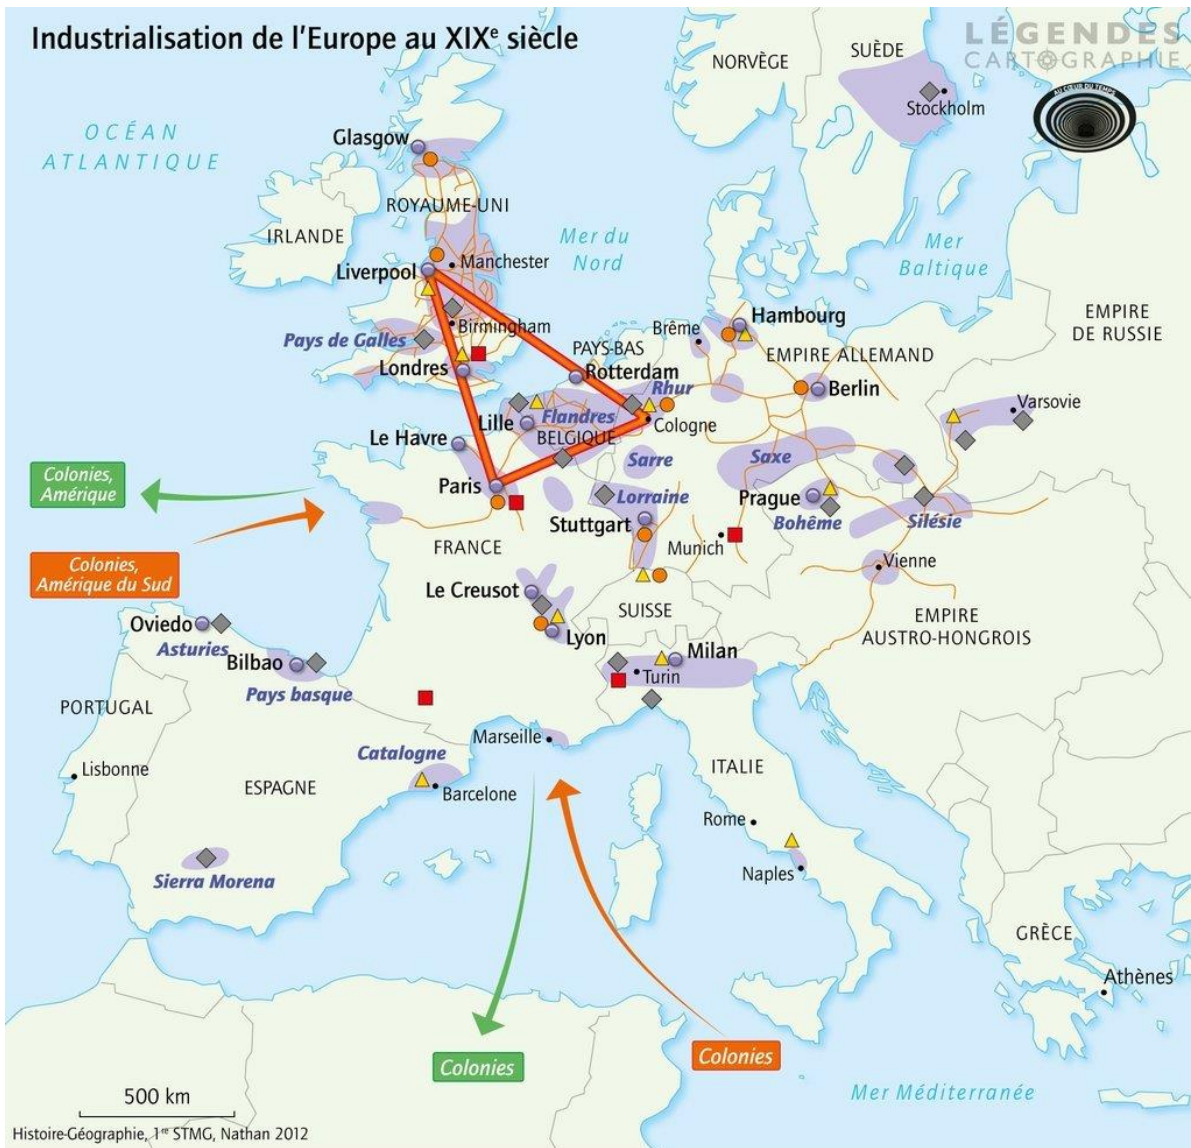 Industrialisation de l'Europe au XIXe siècle
LÉGENDES
CARTOGRAPHIE
AU CŒUR DU TEMPS
SUÈDE
NORVÈGE
Stockholm
OCÉAN
ATLANTIQUE
Glasgow
ROYAUME-UNI
IRLANDE
Mer du
Nord
Mer
Baltique
Manchester
Liverpool
EMPIRE
DE RUSSIE
Hambourg
Birmingham
Brême
Pays de Galles
PAYS-BAS
EMPIRE ALLEMAND
Londres
Rotterdam
Rhur
Berlin
Varsovie
Lille
Flandres
Cologne
Le Havre
BELGIQUE
Sarre
Saxe
Colonies,
Amérique
Paris
Lorraine
Prague
Stuttgart
Bohême
Silésie
FRANCE
Munich
Vienne
Colonies,
Amérique du Sud
Le Creusot
SUISSE
EMPIRE
AUSTRO-HONGROIS
Oviedo
Lyon
Asturies
Milan
Bilbao
Turin
Pays basque
PORTUGAL
Marseille
Catalogne
ITALIE
Lisbonne
ESPAGNE
Barcelone
Rome
Naples
Sierra Morena
GRÈCE
Athènes
Colonies
Colonies
500 km
Mer Méditerranée
Histoire-Géographie, 1re STMG, Nathan 2012